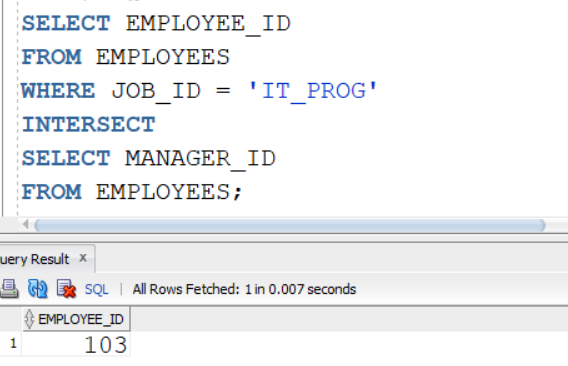 SELECT EMPLOYEE_ID
FROM EMPLOYEES
WHERE JOB_ID = 'IT_PROG'
INTERSECT
SELECT MANAGER_ID
FROM EMPLOYEES;
uery Result x
SQL | All Rows Fetched: 1 in 0.007 seconds
EMPLOYEE_ID
1 103